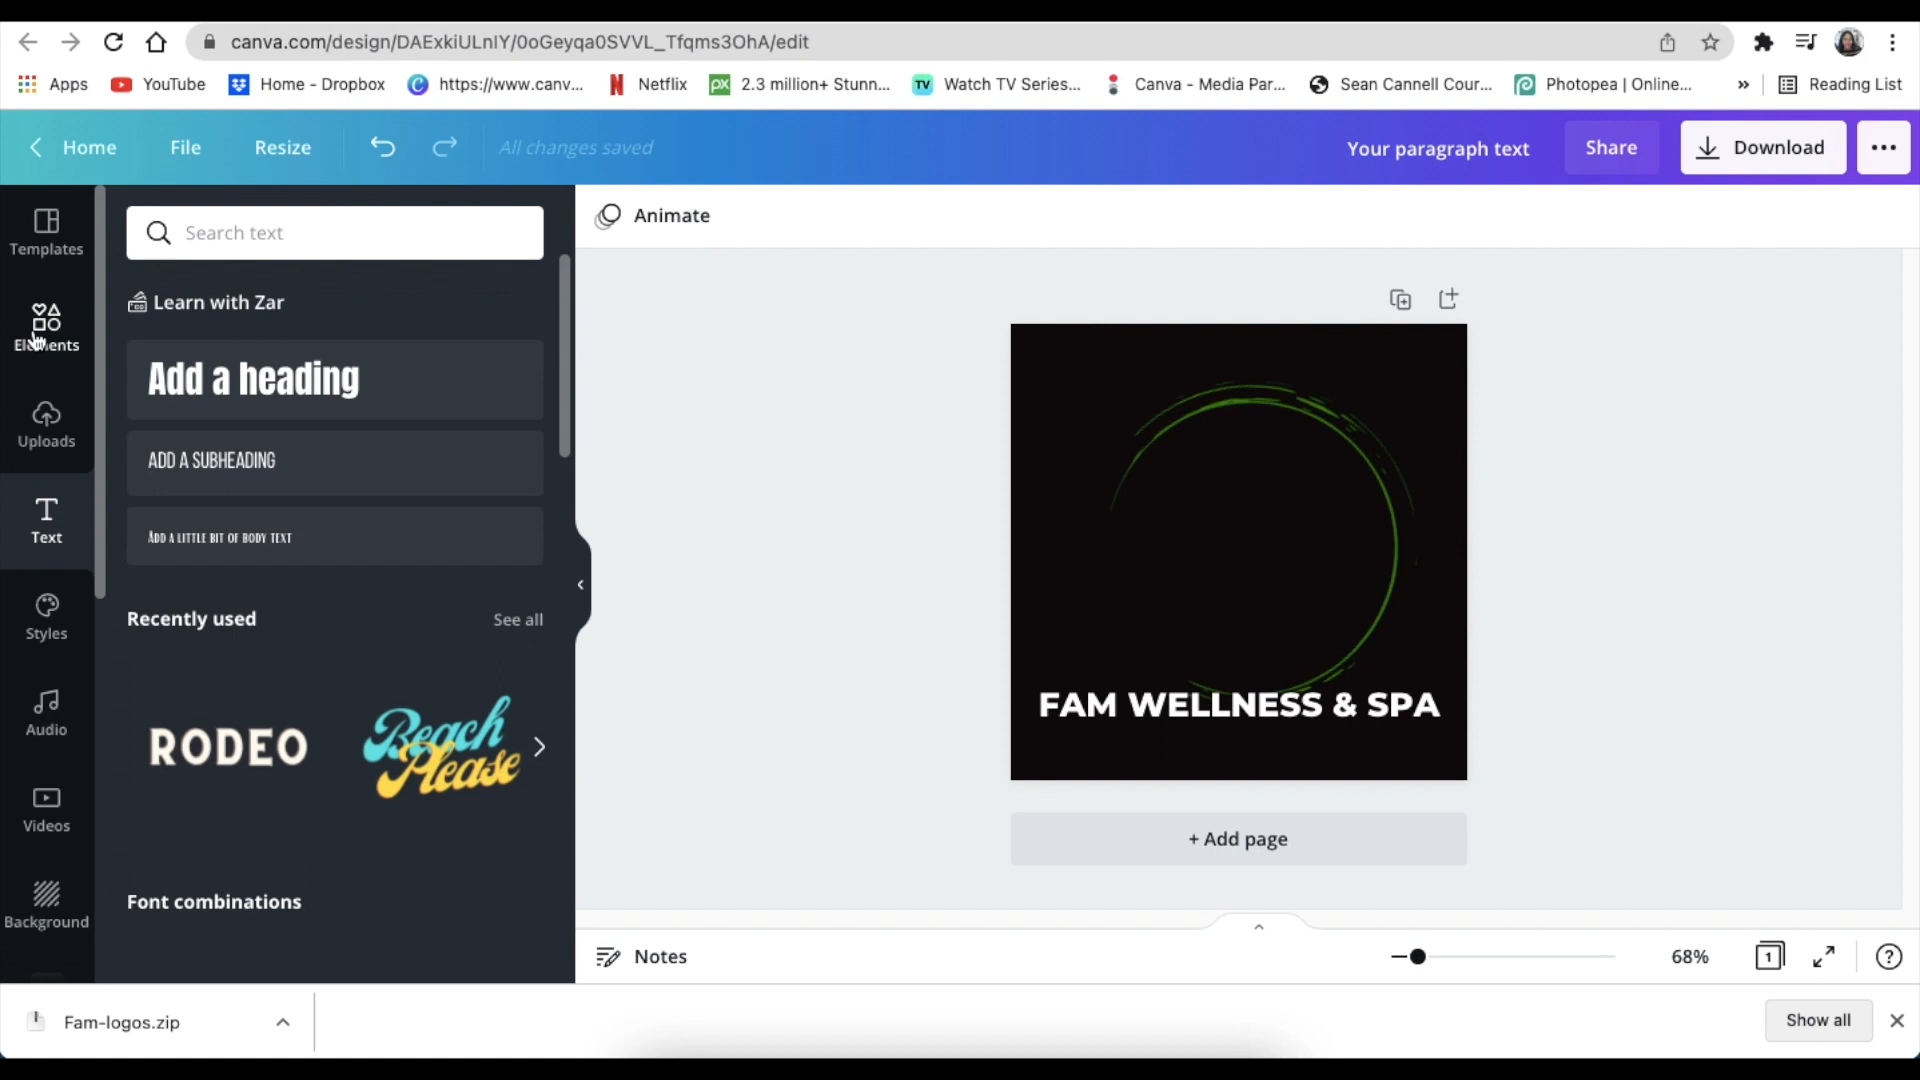 canva.com/design/DAExkiULnIY/0oGeyqa0SVVL_Tfqms3OhA/edit
Apps YouTube Home - Dropbox https://www.canv... Netflix 2.3 million+ Stunn... Watch TV Series... Canva - Media Par... Sean Cannell Cour... Photopea | Online... » Reading List
Home File Resize All changes saved Your paragraph text Share Download
Templates
Elements
Uploads
Text
Styles
Audio
Videos
Background
Search text
Learn with Zar
Add a heading
ADD A SUBHEADING
ADD A LITTLE BIT OF BODY TEXT
Recently used See all
RODEO
Beach
Please
Font combinations
Animate
FAM WELLNESS & SPA
+ Add page
Notes 68% 1 ?
Fam-logos.zip Show all